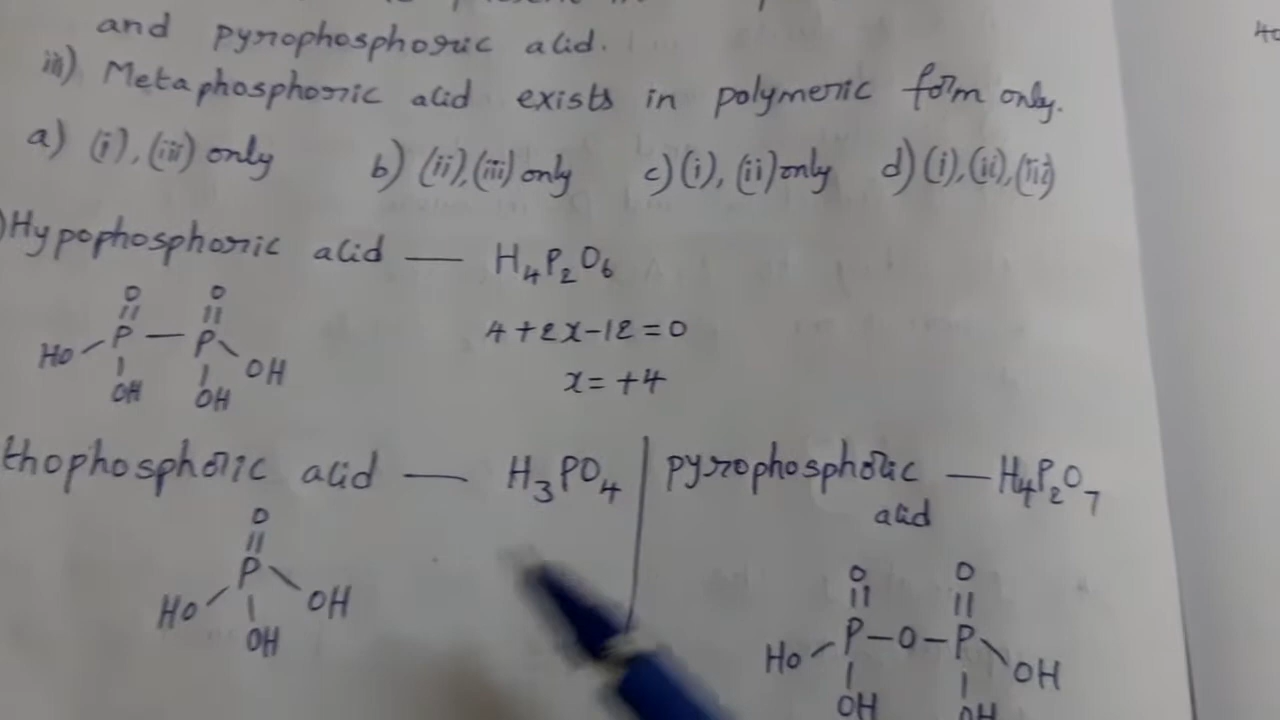 and pyrophosphoric acid.
iii) Metaphosphoric acid exists in polymeric form only.
a) (i), (iii) only b) (ii), (iii) only c) (i), (ii) only d) (i), (ii), (iii)
) Hypophosphoric acid — H4P2O6
O O
P — P
HO OH
OH OH
4+2x-12=0
x=+4
thophosphoric acid — H3PO4
O
P
HO OH
OH
pyrophosphoric — H4P2O7
acid
O O
P-O-P
HO OH
OH OH